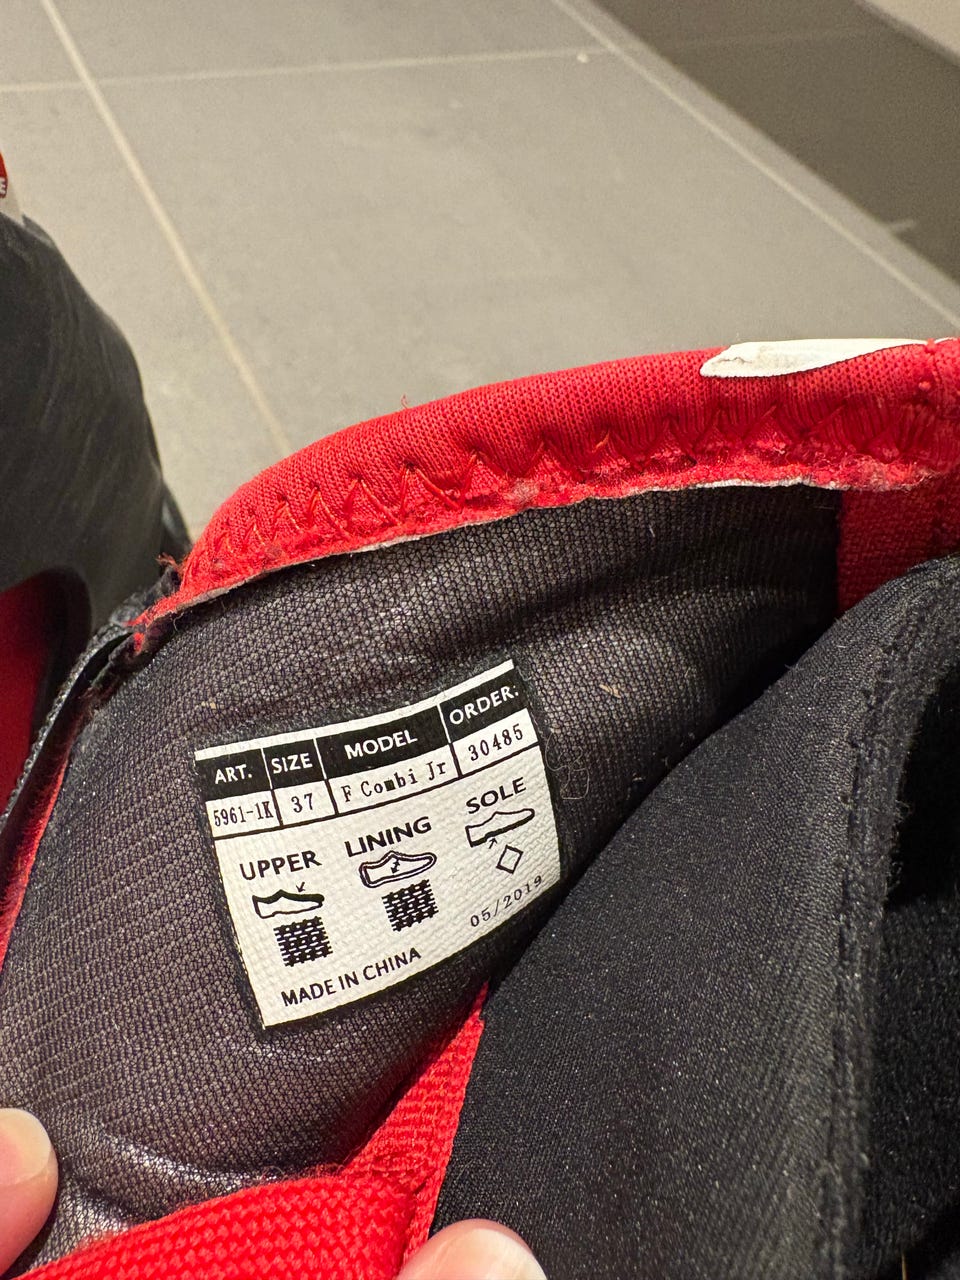 ART. SIZE MODEL ORDER.
5961-1K 37 F Combi Jr 30485
UPPER LINING SOLE
05/2019
MADE IN CHINA